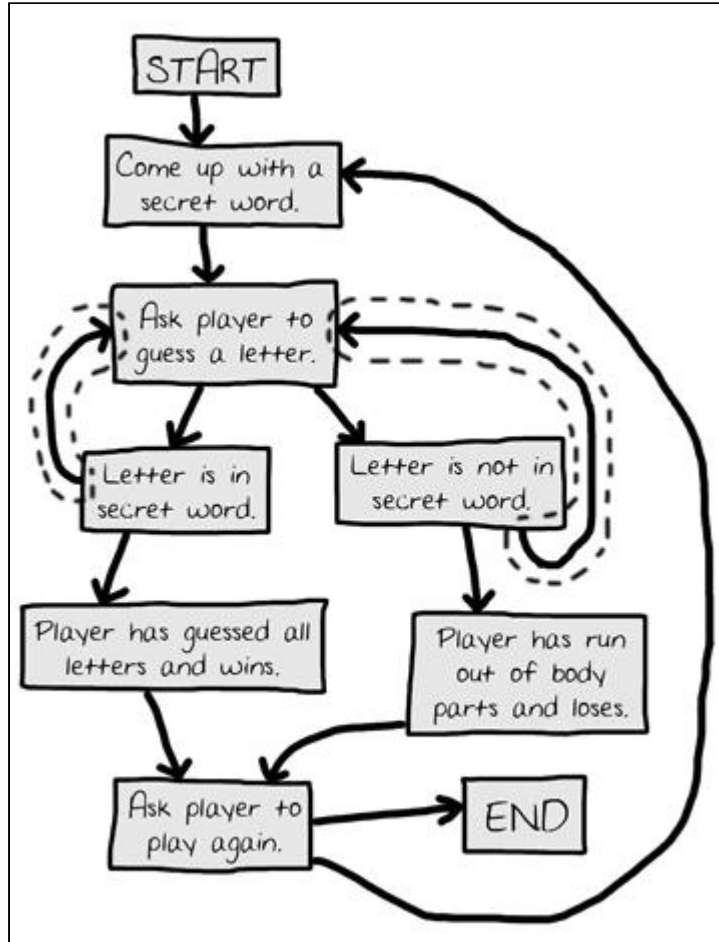 START
Come up with a
secret word.
Ask player to
guess a letter.
Letter is in
secret word.
Letter is not in
secret word.
Player has guessed all
letters and wins.
Player has run
out of body
parts and loses.
Ask player to
play again.
END